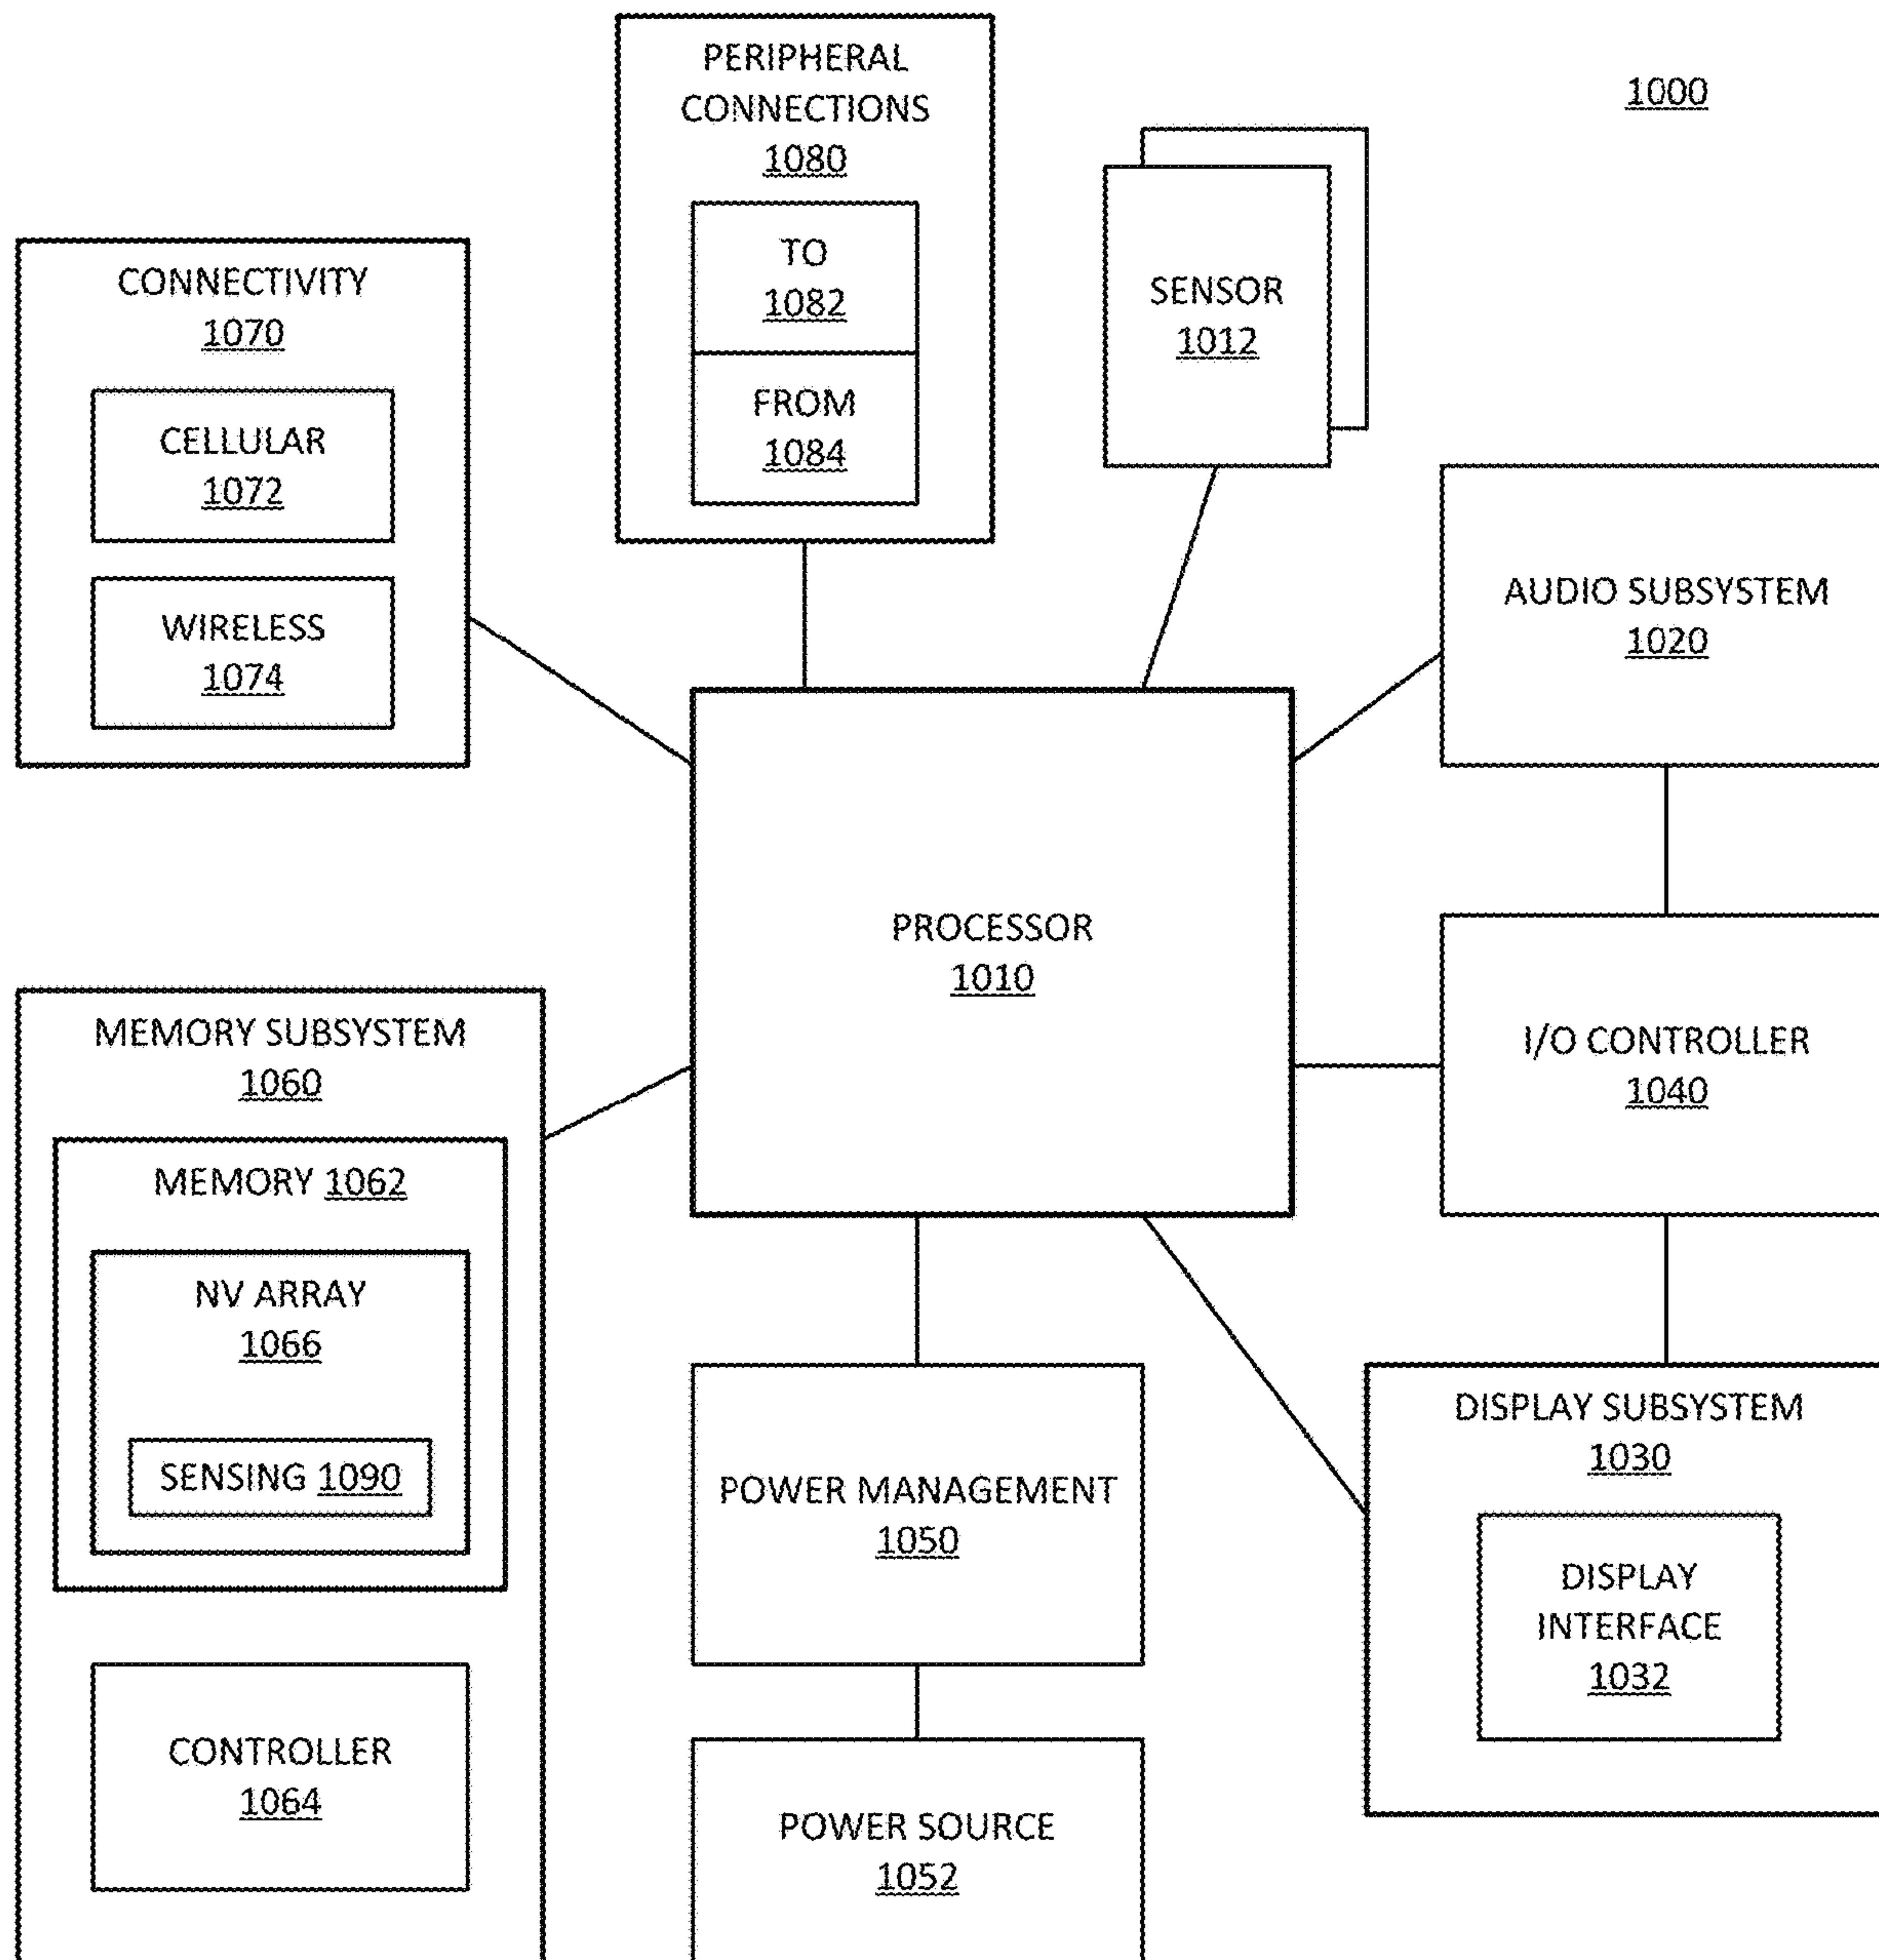 PERIPHERAL
CONNECTIONS
1080
TO
1082
FROM
1084
1000
SENSOR
1012
CONNECTIVITY
1070
CELLULAR
1072
WIRELESS
1074
AUDIO SUBSYSTEM
1020
PROCESSOR
1010
I/O CONTROLLER
1040
MEMORY SUBSYSTEM
1060
MEMORY 1062
NV ARRAY
1066
SENSING 1090
CONTROLLER
1064
POWER MANAGEMENT
1050
POWER SOURCE
1052
DISPLAY SUBSYSTEM
1030
DISPLAY
INTERFACE
1032